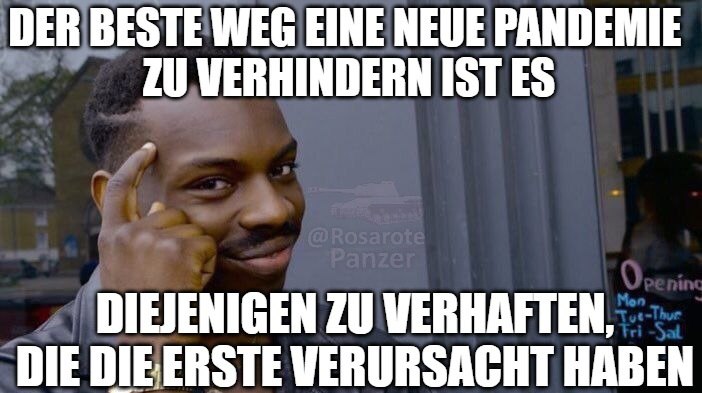 DER BESTE WEG EINE NEUE PANDEMIE
ZU VERHINDERN IST ES
@Rosarote
Panzer
Opening
Mon
Tue-Thur
Fri-Sat
DIEJENIGEN ZU VERHAFTEN,
DIE DIE ERSTE VERURSACHT HABEN